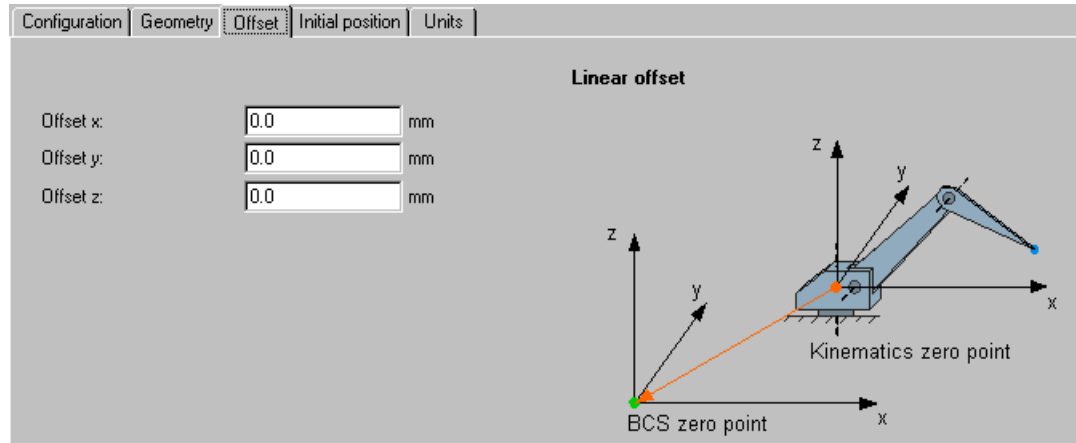 Configuration Geometry Offset Initial position Units
Linear offset
Offset x: 0.0 mm
Offset y: 0.0 mm
Offset z: 0.0 mm
z
y
x
Kinematics zero point
z
y
x
BCS zero point